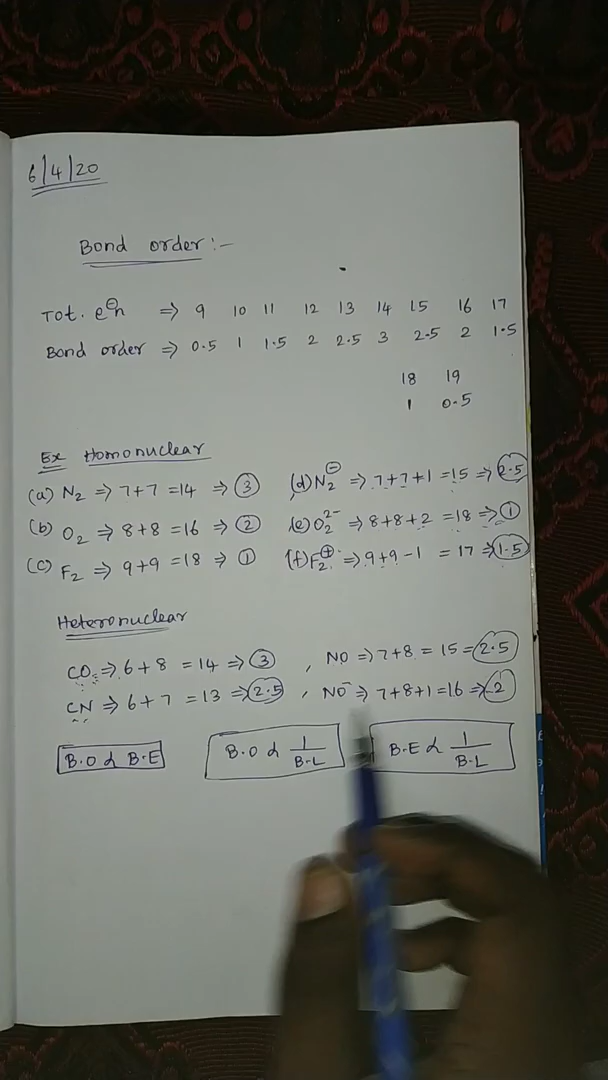 6/4/20
Bond order:-
Tot. e⊖n ⇒ 9 10 11 12 13 14 15 16 17
Bond order ⇒ 0.5 1 1.5 2 2.5 3 2.5 2 1.5
18 19
1 0.5
Ex Homonuclear
(a) N₂ ⇒ 7+7 =14 ⇒ 3 (d) N₂⊖ ⇒ 7+7+1 =15 ⇒ 2.5
(b) O₂ ⇒ 8+8 =16 ⇒ 2 (e) O₂²⁻ ⇒ 8+8+2 =18 ⇒ 1
(c) F₂ ⇒ 9+9 =18 ⇒ 1 (f) F₂⊕ ⇒ 9+9-1 = 17 ⇒ 1.5
Heteronuclear
CO ⇒ 6+8 =14 ⇒ 3 , NO ⇒ 7+8 = 15 = 2.5
CN ⇒ 6+7 =13 ⇒ 2.5 , NO⁻ ⇒ 7+8+1 =16 ⇒ 2
B.O α B.E B.O α 1/B.L B.E α 1/B.L